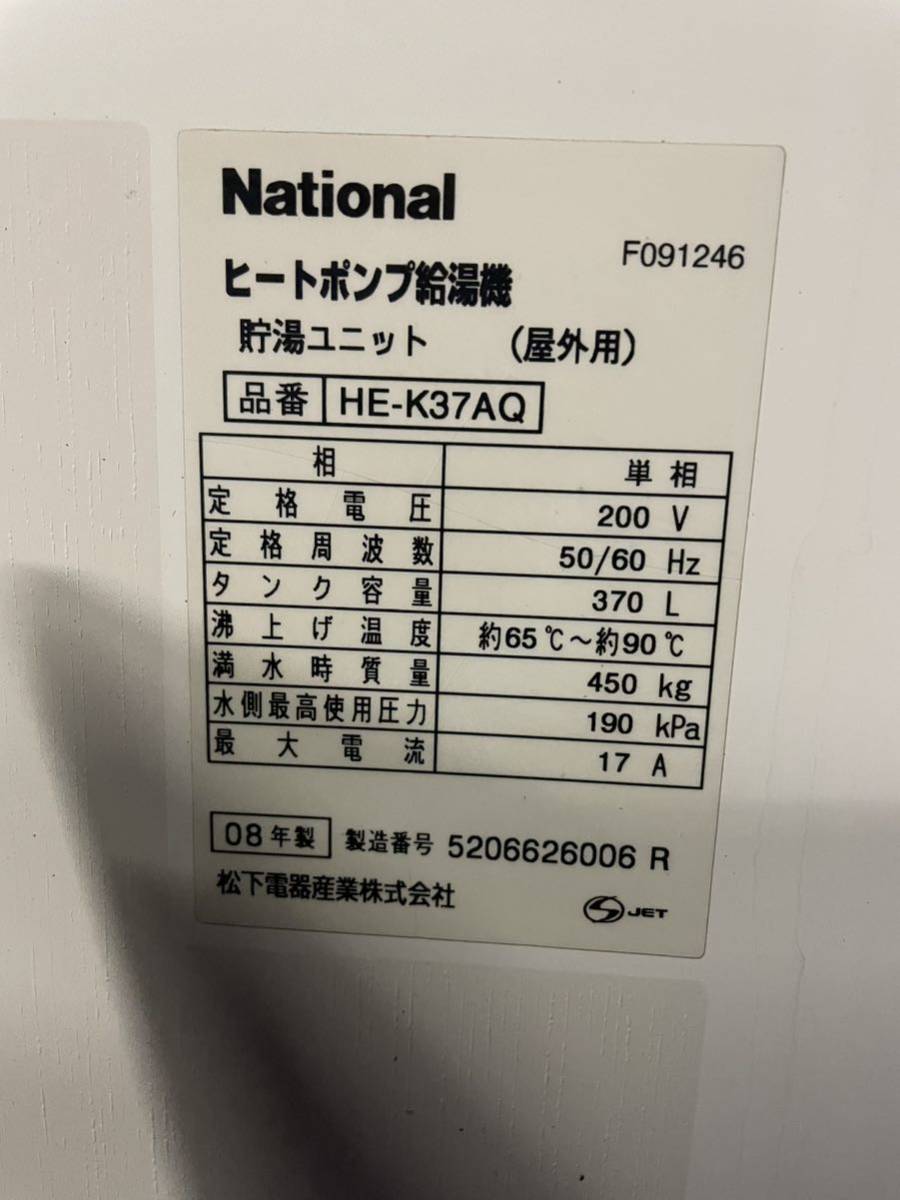 National
F091246
ヒートポンプ給湯機
貯湯ユニット (屋外用)
品番 HE-K37AQ
相 単相
定格電圧 200 V
定格周波数 50/60 Hz
タンク容量 370 L
沸上げ温度 約65℃～約90℃
満水時質量 450 kg
水側最高使用圧力 190 kPa
最大電流 17 A
08年製 製造番号 5206626006 R
松下電器産業株式会社
S JET